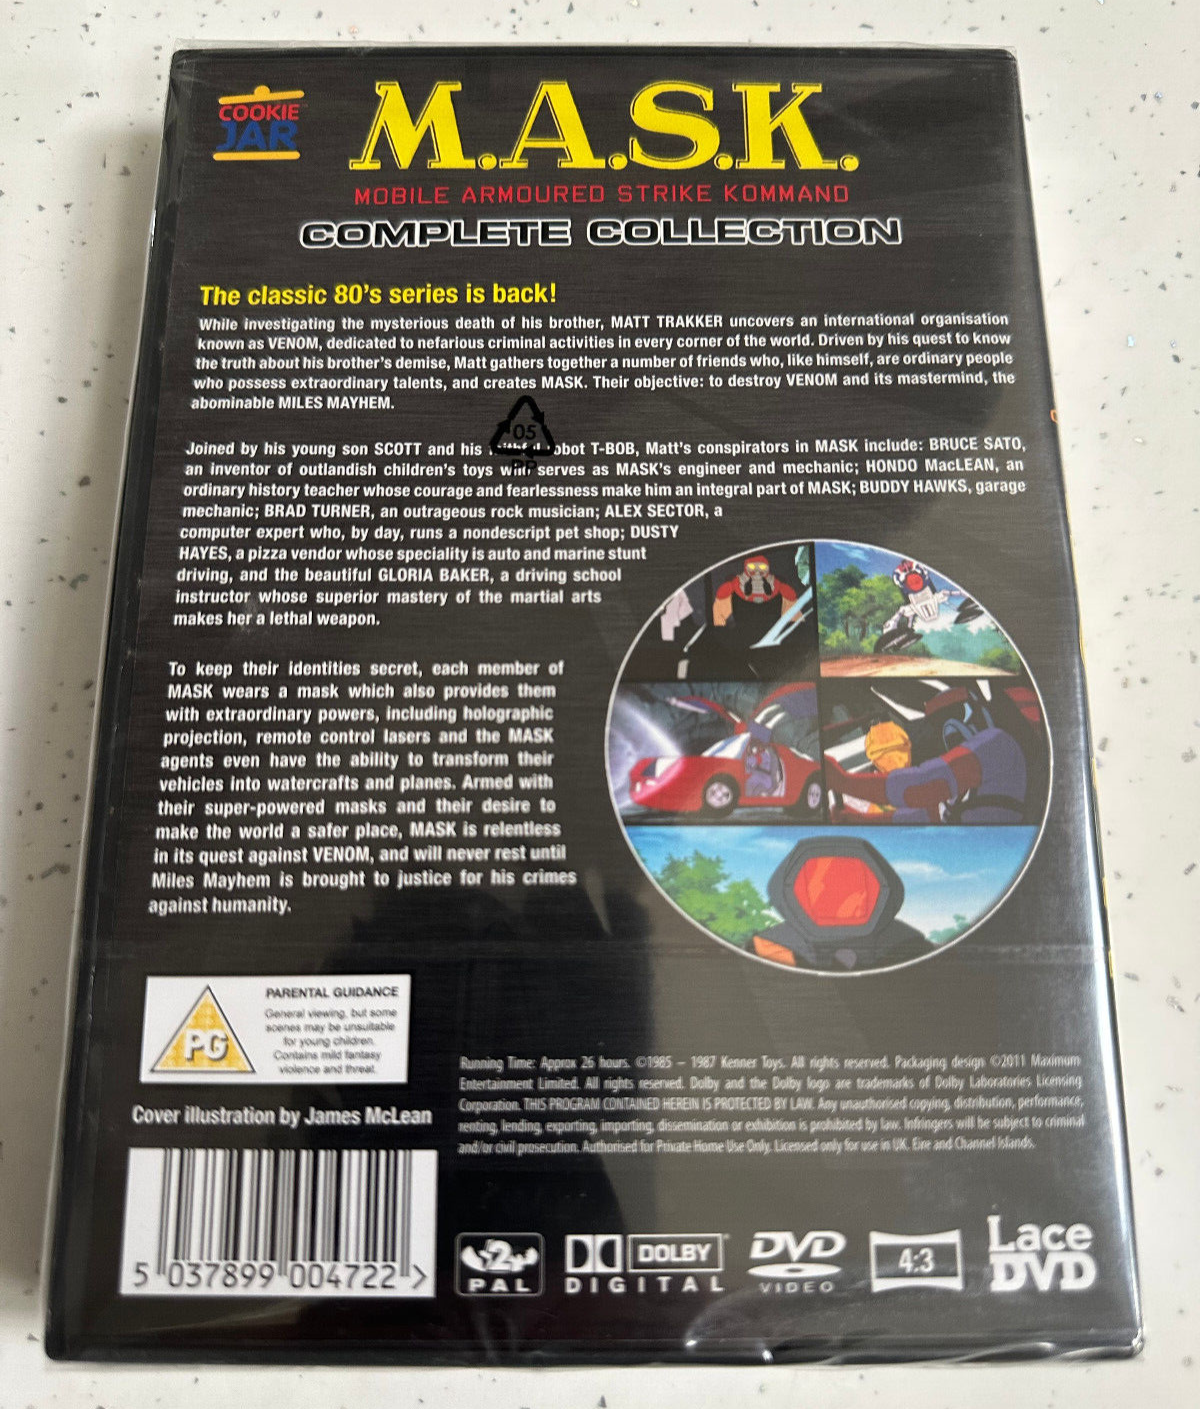 COOKIE
JAR
M.A.S.K.
MOBILE ARMOURED STRIKE KOMMAND
COMPLETE COLLECTION
The classic 80's series is back!
While investigating the mysterious death of his brother, MATT TRAKKER uncovers an international organisation
known as VENOM, dedicated to nefarious criminal activities in every corner of the world. Driven by his quest to know
the truth about his brother's demise, Matt gathers together a number of friends who, like himself, are ordinary people
who possess extraordinary talents, and creates MASK. Their objective: to destroy VENOM and its mastermind, the
abominable MILES MAYHEM.
05
PP
Joined by his young son SCOTT and his obot T-BOB, Matt's conspirators in MASK include: BRUCE SATO,
an inventor of outlandish children's toys who serves as MASK's engineer and mechanic; HONDO MacLEAN, an
ordinary history teacher whose courage and fearlessness make him an integral part of MASK; BUDDY HAWKS, garage
mechanic; BRAD TURNER, an outrageous rock musician; ALEX SECTOR, a
computer expert who, by day, runs a nondescript pet shop; DUSTY
HAYES, a pizza vendor whose speciality is auto and marine stunt
driving, and the beautiful GLORIA BAKER, a driving school
instructor whose superior mastery of the martial arts
makes her a lethal weapon.
To keep their identities secret, each member of
MASK wears a mask which also provides them
with extraordinary powers, including holographic
projection, remote control lasers and the MASK
agents even have the ability to transform their
vehicles into watercrafts and planes. Armed with
their super-powered masks and their desire to
make the world a safer place, MASK is relentless
in its quest against VENOM, and will never rest until
Miles Mayhem is brought to justice for his crimes
against humanity.
PG
PARENTAL GUIDANCE
General viewing, but some
scenes may be unsuitable
for young children.
Contains mild fantasy
violence and threat.
Cover illustration by James McLean
Running Time: Approx 26 hours. ©1985 – 1987 Kenner Toys. All rights reserved. Packaging design ©2011 Maximum
Entertainment Limited. All rights reserved. Dolby and the Dolby logo are trademarks of Dolby Laboratories Licensing
Corporation. THIS PROGRAM CONTAINED HEREIN IS PROTECTED BY LAW. Any unauthorised copying, distribution, performance,
renting, lending, exporting, importing, dissemination or exhibition is prohibited by law. Infringers will be subject to criminal
and/or civil prosecution. Authorised for Private Home Use Only. Licensed only for use in UK. Eire and Channel Islands.
5 037899 004722 >
2
PAL
DOLBY
DIGITAL
DVD
VIDEO
4:3
Lace
DVD